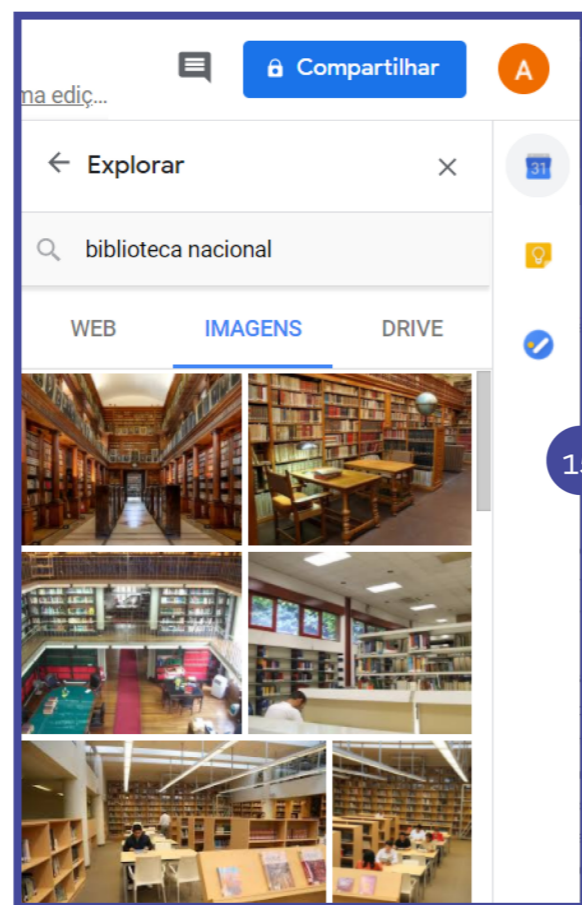 Compartilhar
A
ma ediç...
Explorar
31
biblioteca nacional
WEB IMAGENS DRIVE